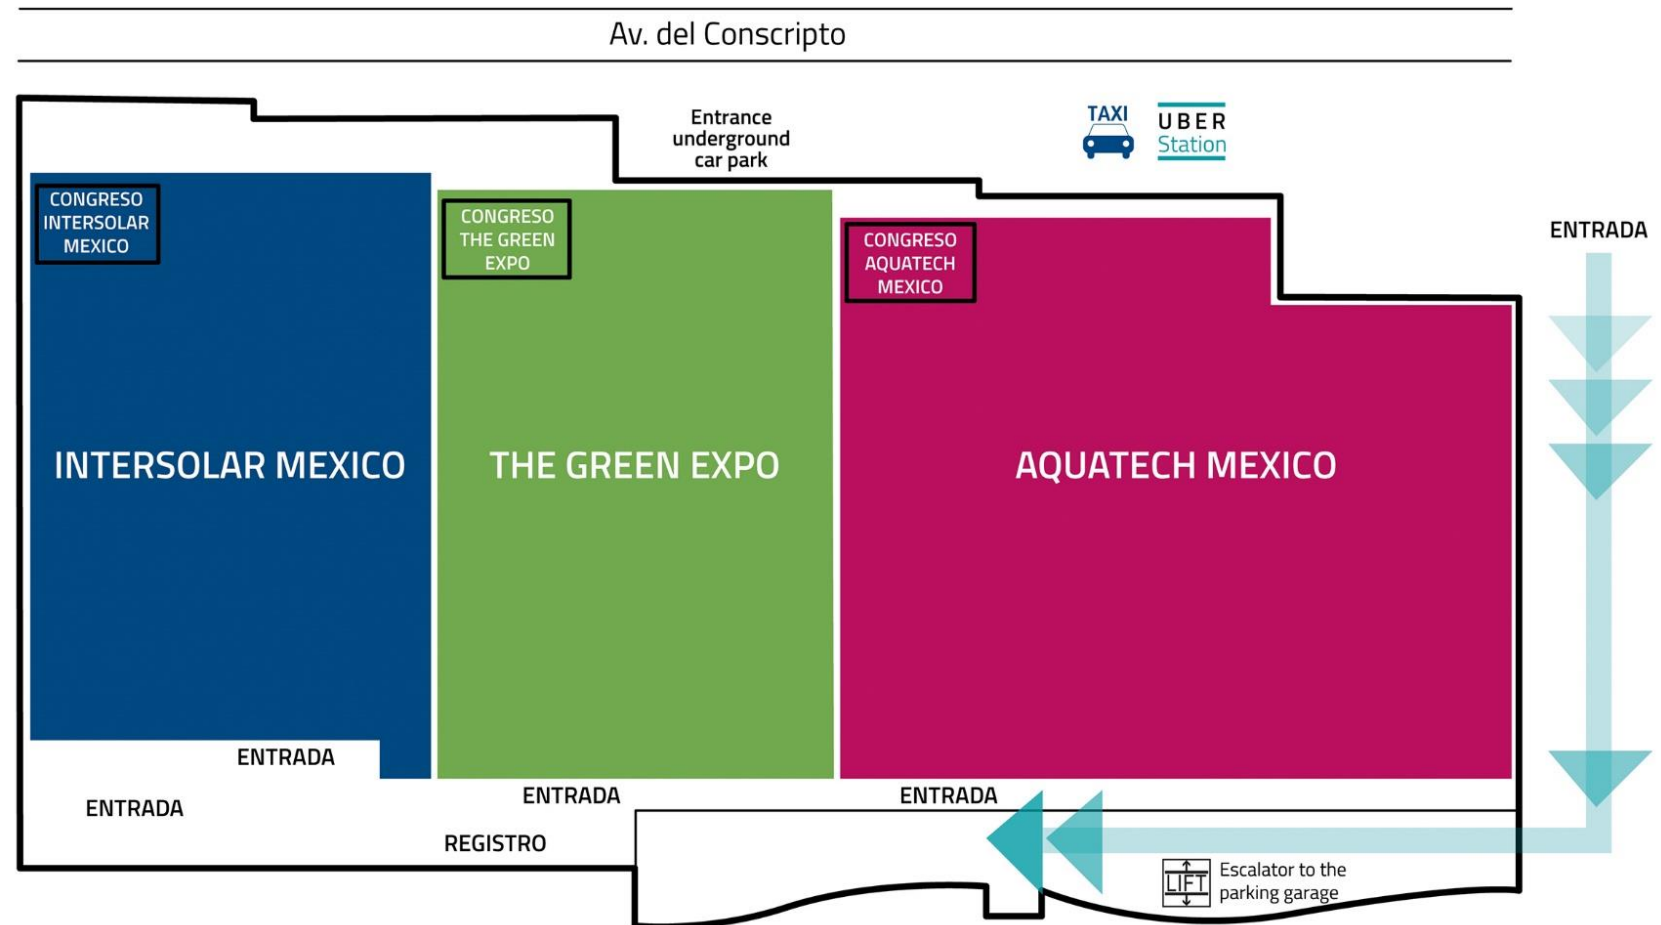 Av. del Conscripto
Entrance
underground
car park
TAXI
UBER
Station
ENTRADA
CONGRESO
INTERSOLAR
MEXICO
CONGRESO
THE GREEN
EXPO
CONGRESO
AQUATECH
MEXICO
INTERSOLAR MEXICO
THE GREEN EXPO
AQUATECH MEXICO
ENTRADA
ENTRADA
ENTRADA
ENTRADA
REGISTRO
LIFT
Escalator to the
parking garage